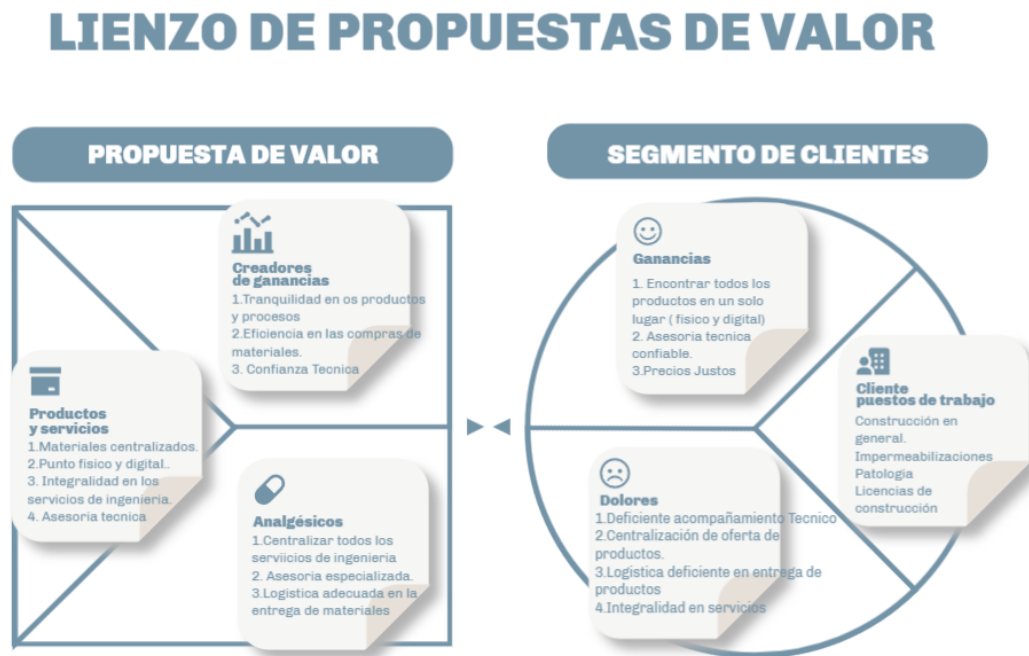 LIENZO DE PROPUESTAS DE VALOR
PROPUESTA DE VALOR
Creadores
de ganancias
1.Tranquilidad en os productos
y procesos
2.Eficiencia en las compras de
materiales.
3. Confianza Tecnica
Productos
y servicios
1.Materiales centralizados.
2.Punto fisico y digital..
3. Integralidad en los
servicios de ingenieria.
4. Asesoria tecnica
Analgésicos
1.Centralizar todos los
serviicios de ingenieria
2. Asesoria especializada.
3.Logistica adecuada en la
entrega de materiales
SEGMENTO DE CLIENTES
Ganancias
1. Encontrar todos los
productos en un solo
lugar ( fisico y digital)
2. Asesoria tecnica
confiable.
3.Precios Justos
Cliente
puestos de trabajo
Construcción en
general.
Impermeabilizaciones
Patologia
Licencias de
construcción
Dolores
1.Deficiente acompañamiento Tecnico
2.Centralización de oferta de
productos.
3.Logistica deficiente en entrega de
productos
4.Integralidad en servicios